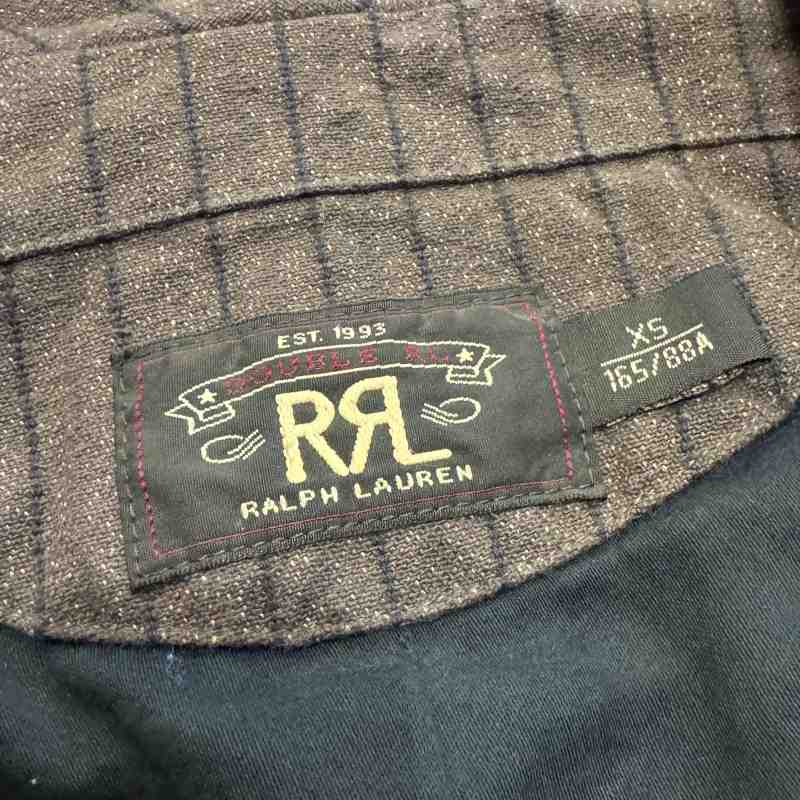 EST. 1993
DOUBLE RL
RRL
RALPH LAUREN
XS
165/88A